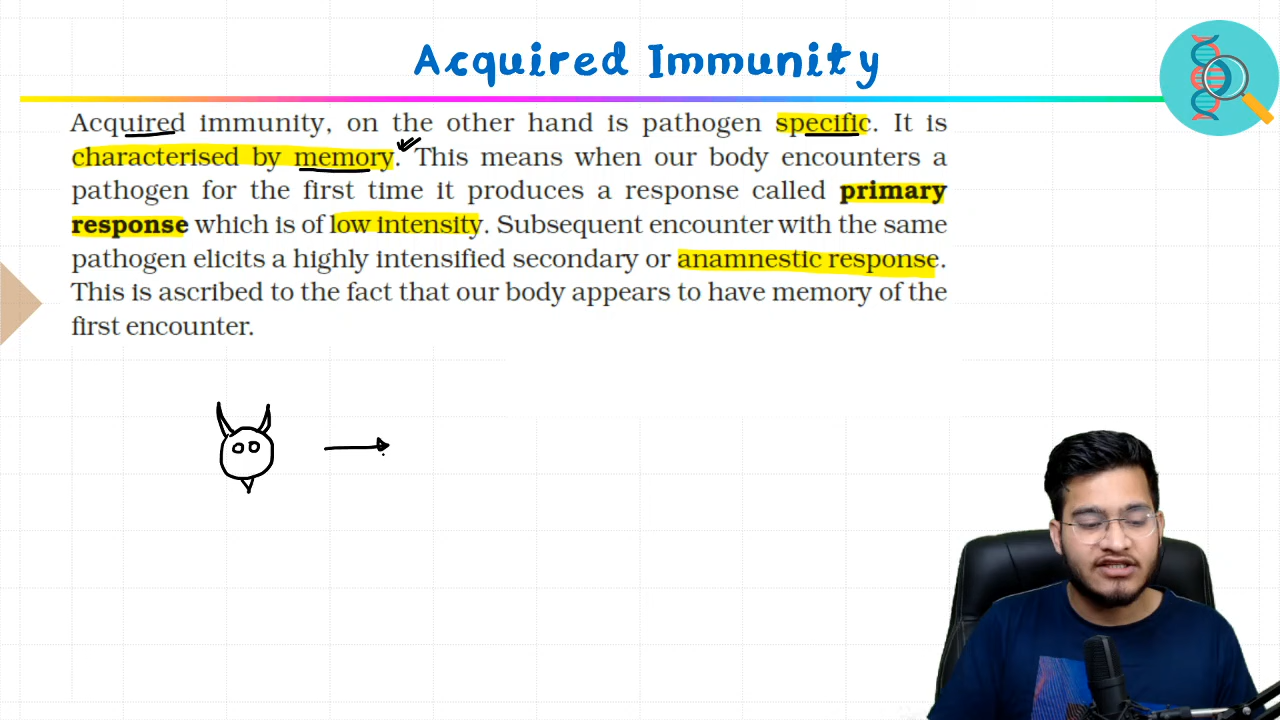 Acquired Immunity
Acquired immunity, on the other hand is pathogen specific. It is
characterised by memory. This means when our body encounters a
pathogen for the first time it produces a response called primary
response which is of low intensity. Subsequent encounter with the same
pathogen elicits a highly intensified secondary or anamnestic response.
This is ascribed to the fact that our body appears to have memory of the
first encounter.